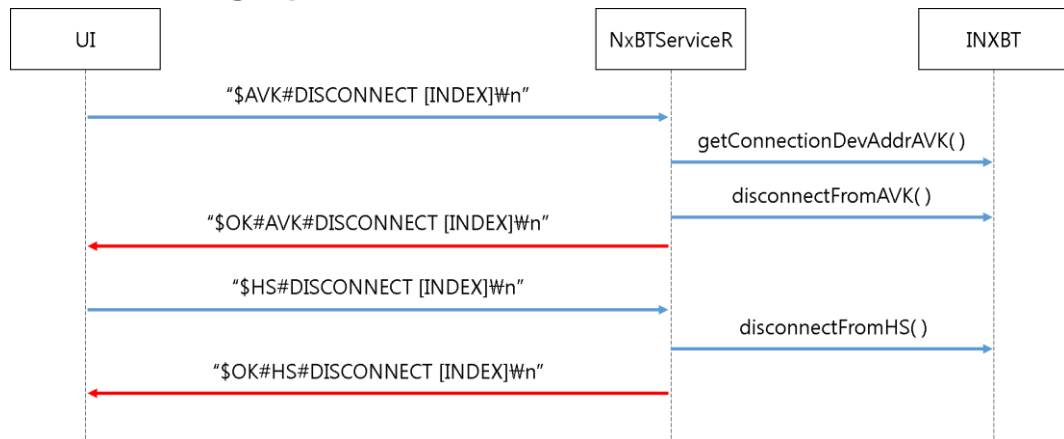 UI
NxBTServiceR
INXBT
“$AVK#DISCONNECT [INDEX]₩n”
getConnectionDevAddrAVK( )
disconnectFromAVK( )
“$OK#AVK#DISCONNECT [INDEX]₩n”
“$HS#DISCONNECT [INDEX]₩n”
disconnectFromHS( )
“$OK#HS#DISCONNECT [INDEX]₩n”